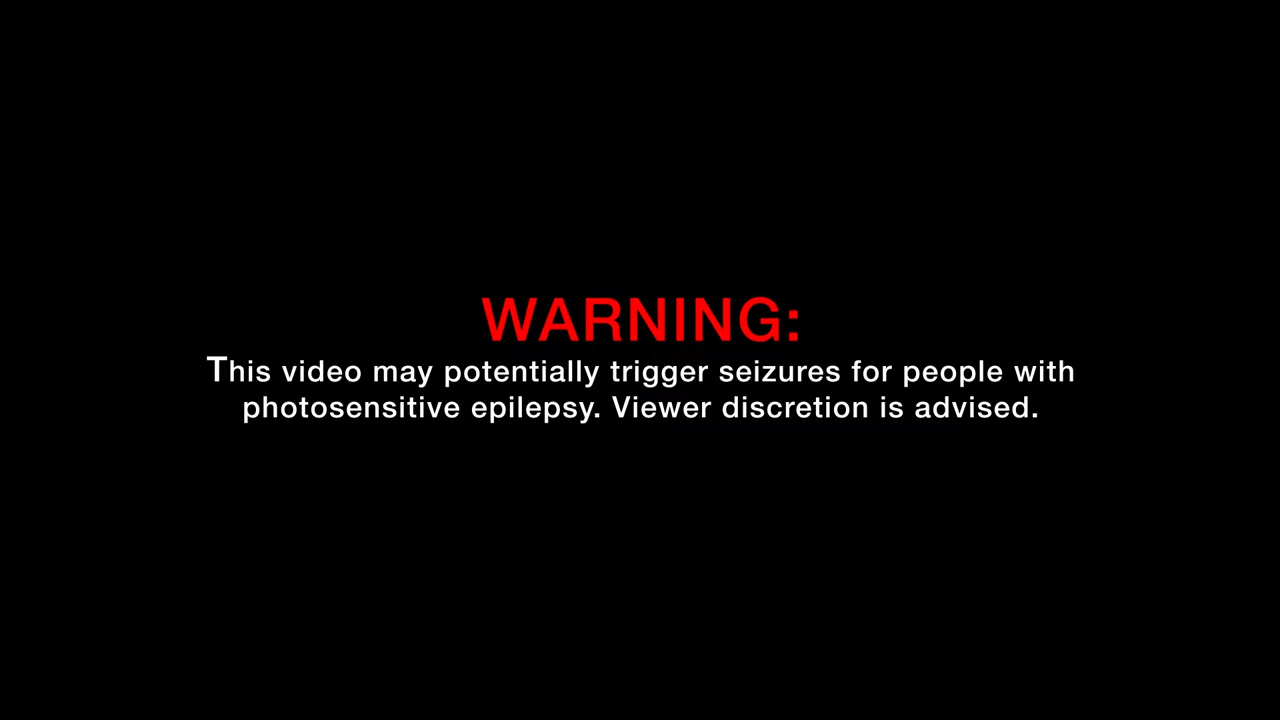 WARNING:
This video may potentially trigger seizures for people with
photosensitive epilepsy. Viewer discretion is advised.